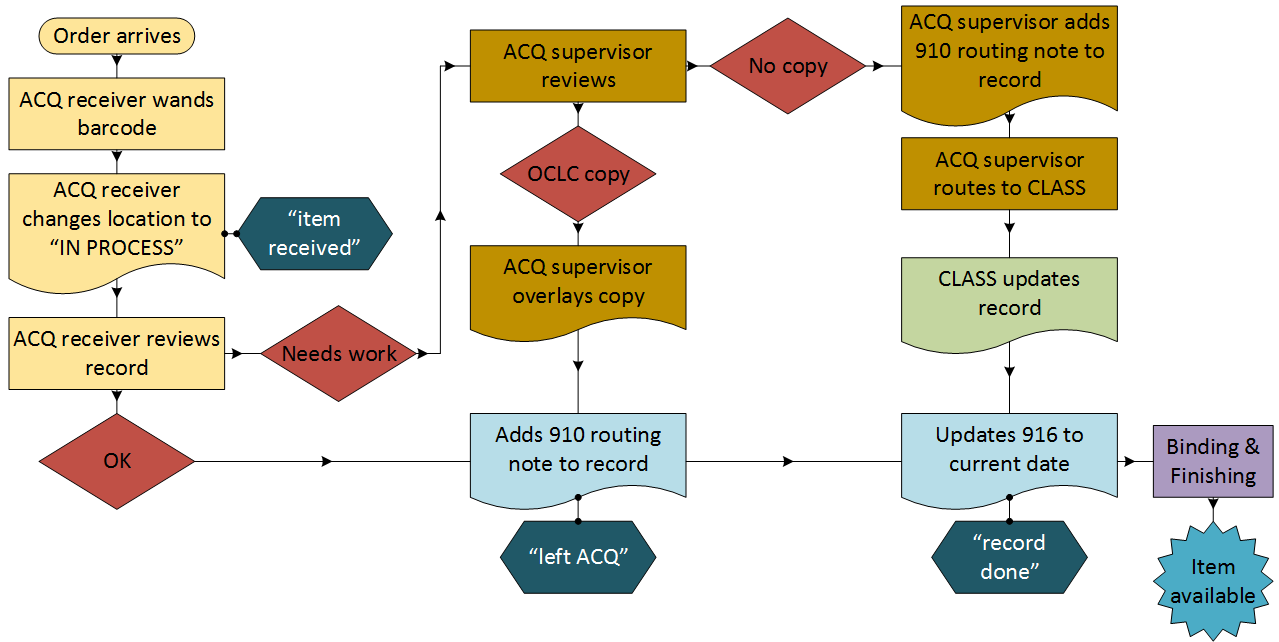 Order arrives
ACQ receiver wands
barcode
ACQ receiver
changes location to
“IN PROCESS”
“item
received”
ACQ receiver reviews
record
Needs work
OK
ACQ supervisor
reviews
No copy
ACQ supervisor adds
910 routing note to
record
OCLC copy
ACQ supervisor
routes to CLASS
ACQ supervisor
overlays copy
CLASS updates
record
Adds 910 routing
note to record
Updates 916 to
current date
Binding &
Finishing
“left ACQ”
“record
done”
Item
available